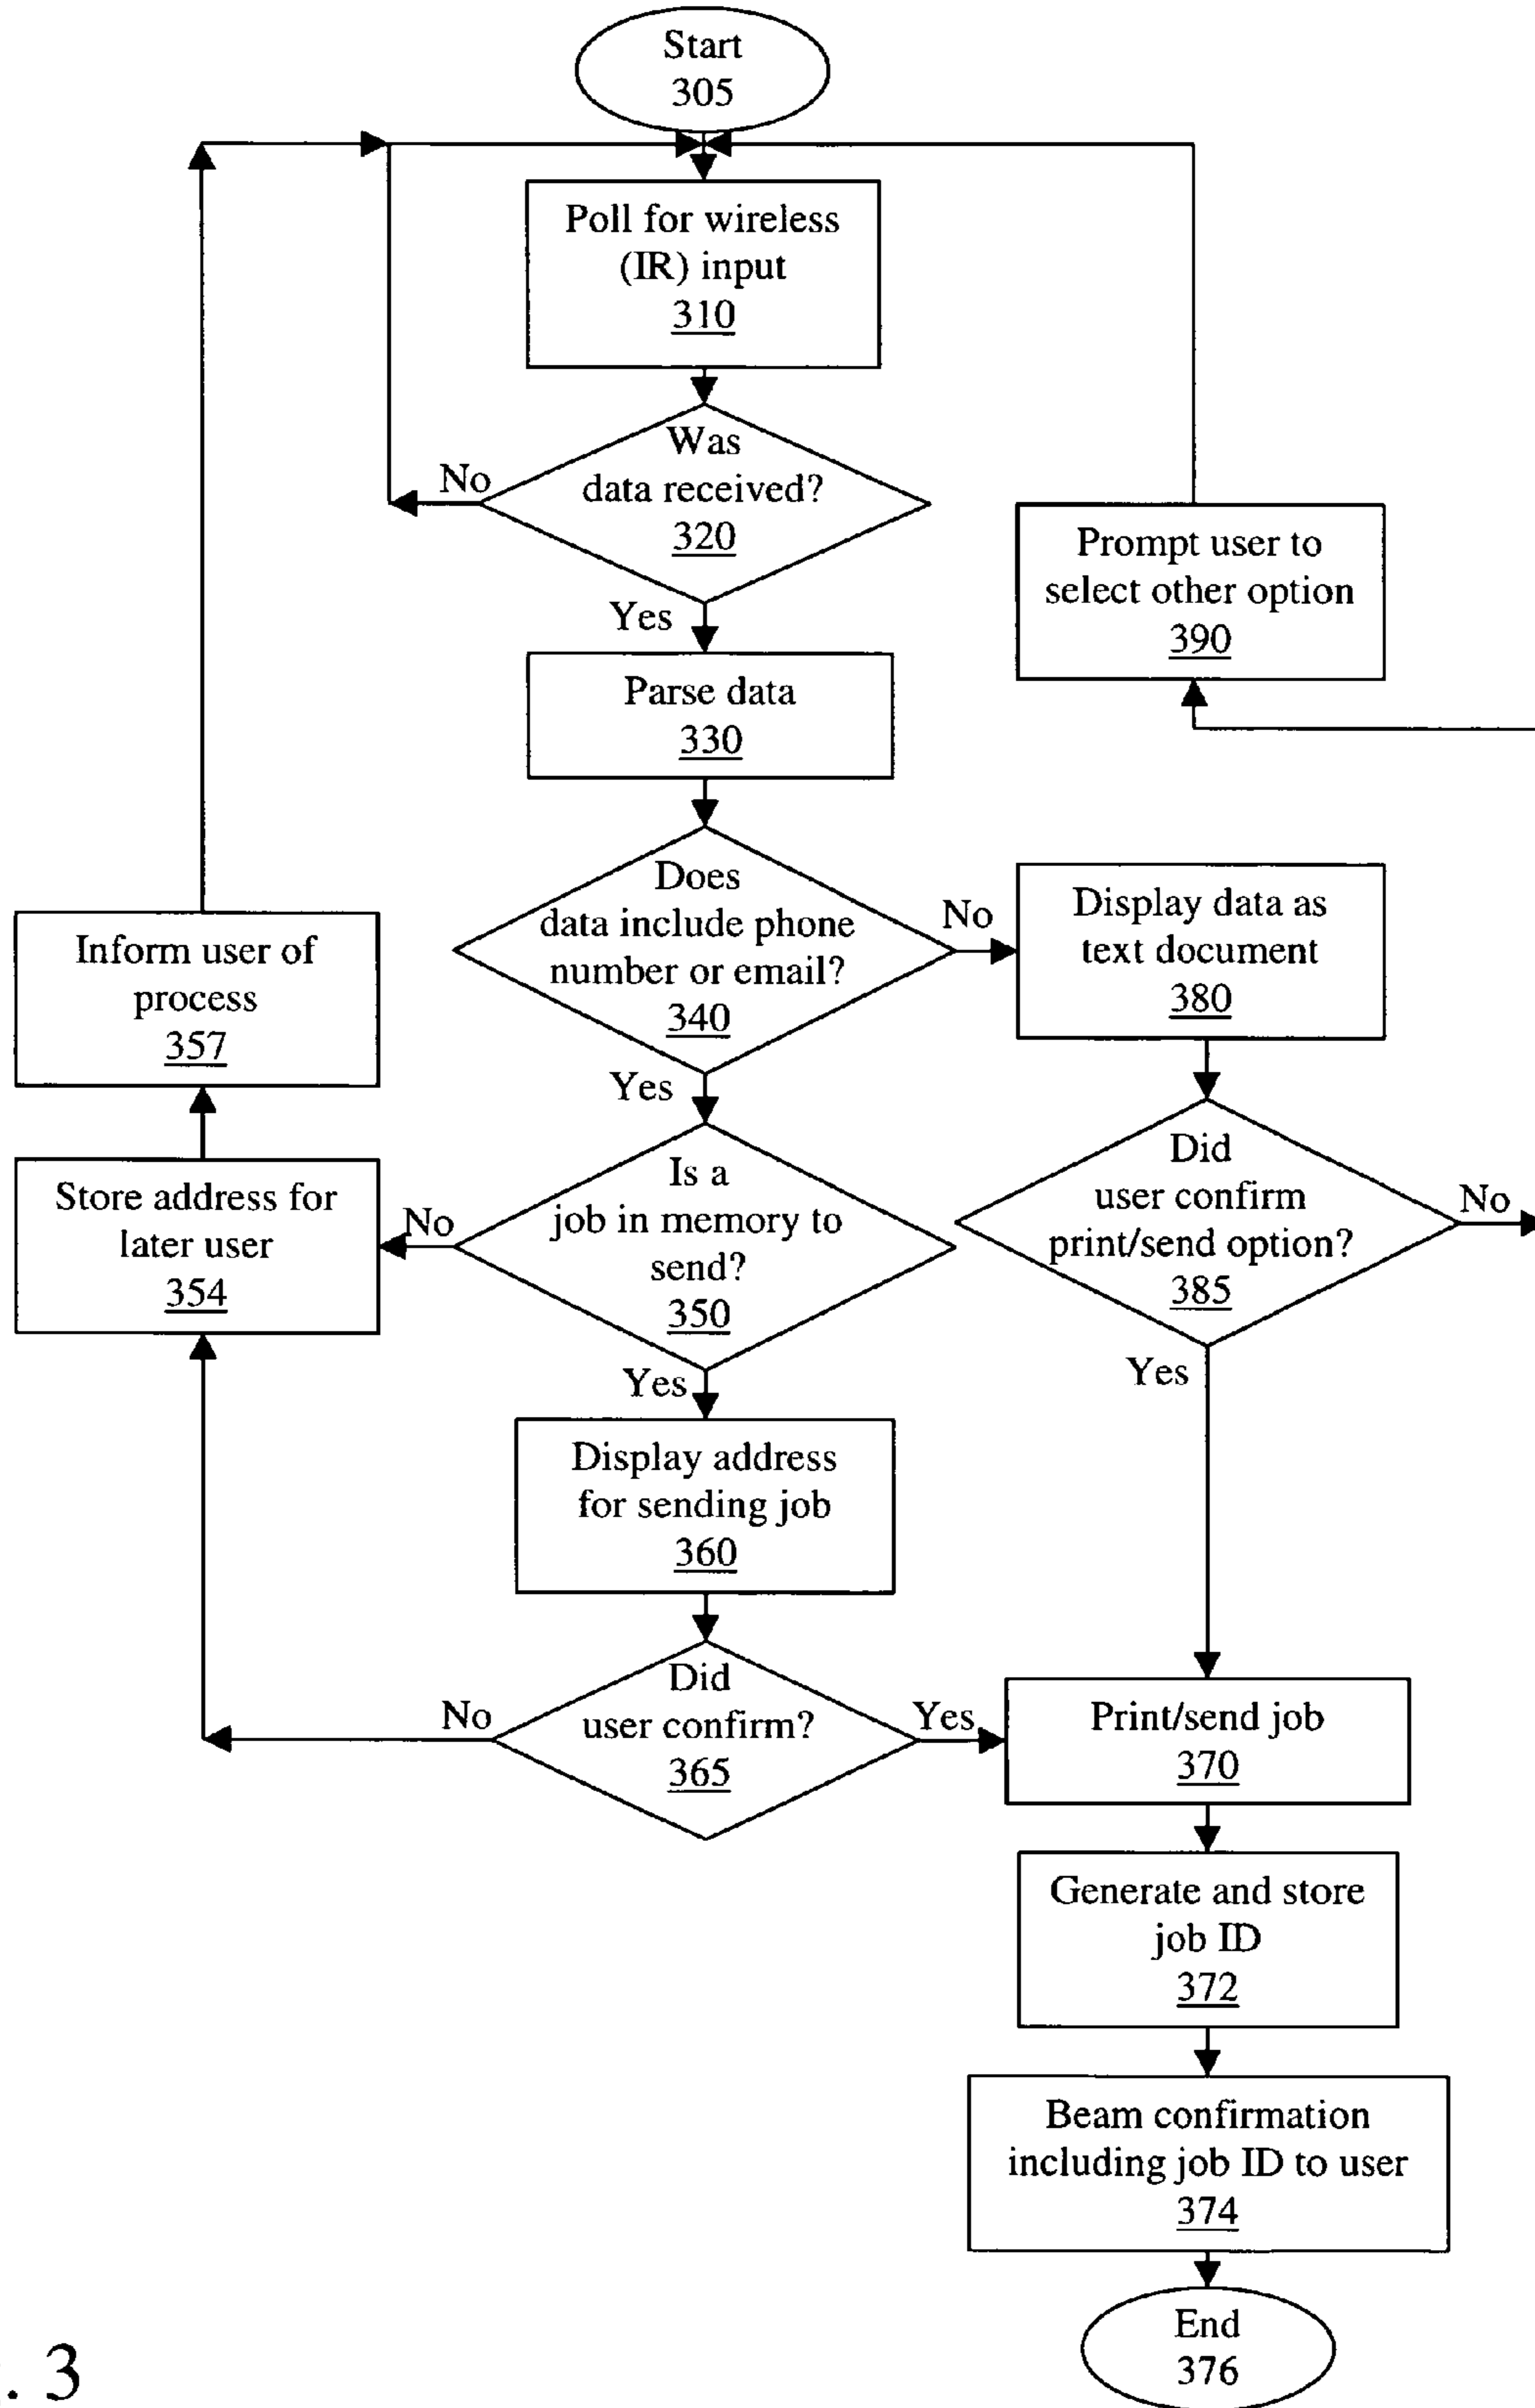 Start
305
Poll for wireless
(IR) input
310
Was
data received?
320
No
Yes
Prompt user to
select other option
390
Parse data
330
Does
data include phone
number or email?
340
No
Yes
Display data as
text document
380
Inform user of
process
357
Is a
job in memory to
send?
350
No
Yes
Store address for
later user
354
Did
user confirm
print/send option?
385
No
Yes
Display address
for sending job
360
Did
user confirm?
365
No
Yes
Print/send job
370
Generate and store
job ID
372
Beam confirmation
including job ID to user
374
End
376
. 3